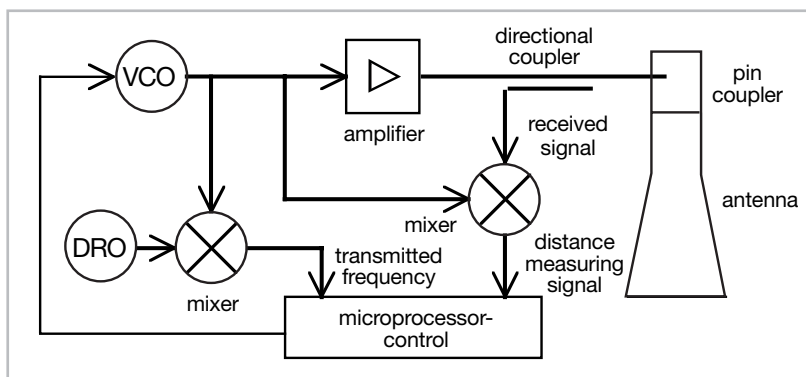 directional
coupler
VCO
pin
coupler
amplifier
received
signal
antenna
mixer
DRO
transmitted
frequency
distance
measuring
signal
mixer
microprocessor-
control